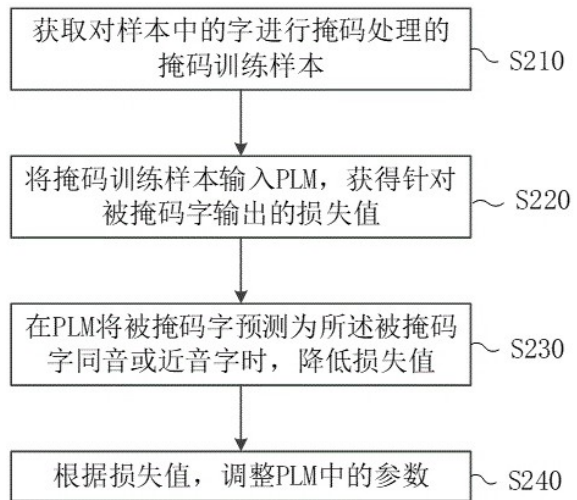 获取对样本中的字进行掩码处理的
掩码训练样本
S210
将掩码训练样本输入PLM，获得针对
被掩码字输出的损失值
S220
在PLM将被掩码字预测为所述被掩码
字同音或近音字时，降低损失值
S230
根据损失值，调整PLM中的参数
S240